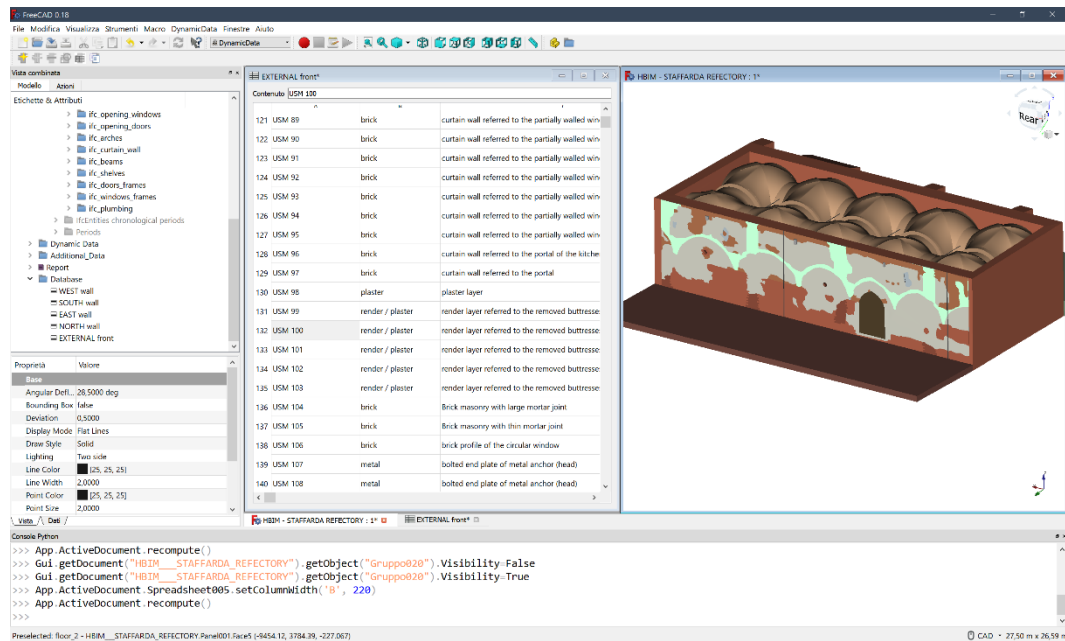 FreeCAD 0.18
File Modifica Visualizza Strumenti Macro DynamicData Finestre Aiuto
DynamicData
Vista combinata
Modello Azioni
Etichette & Attributi
ifc_opening_windows
ifc_opening_doors
ifc_arches
ifc_curtain_wall
ifc_beams
ifc_shelves
ifc_doors_frames
ifc_windows_frames
ifc_plumbing
IfcEntities chronological periods
Periods
Dynamic Data
Additional_Data
Report
Database
WEST wall
SOUTH wall
EAST wall
NORTH wall
EXTERNAL front
Proprietà Valore
Base
Angular Defl... 28,5000 deg
Bounding Box false
Deviation 0,5000
Display Mode Flat Lines
Draw Style Solid
Lighting Two side
Line Color [25, 25, 25]
Line Width 2,0000
Point Color [25, 25, 25]
Point Size 2,0000
Vista Dati
EXTERNAL front*
Contenuto USM 100
121 USM 89 brick curtain wall referred to the partially walled win
122 USM 90 brick curtain wall referred to the partially walled win
123 USM 91 brick curtain wall referred to the partially walled win
124 USM 92 brick curtain wall referred to the partially walled win
125 USM 93 brick curtain wall referred to the partially walled win
126 USM 94 brick curtain wall referred to the partially walled win
127 USM 95 brick curtain wall referred to the partially walled win
128 USM 96 brick curtain wall referred to the portal of the kitche
129 USM 97 brick curtain wall referred to the portal
130 USM 98 plaster plaster layer
131 USM 99 render / plaster render layer referred to the removed buttresse
132 USM 100 render / plaster render layer referred to the removed buttresse
133 USM 101 render / plaster render layer referred to the removed buttresse
134 USM 102 render / plaster render layer referred to the removed buttresse
135 USM 103 render / plaster render layer referred to the removed buttresse
136 USM 104 brick Brick masonry with large mortar joint
137 USM 105 brick Brick masonry with thin mortar joint
138 USM 106 brick brick profile of the circular window
139 USM 107 metal bolted end plate of metal anchor (head)
140 USM 108 metal bolted end plate of metal anchor (head)
HBIM - STAFFARDA REFECTORY : 1*
Rear
HBIM - STAFFARDA REFECTORY : 1* EXTERNAL front*
Console Python
>>> App.ActiveDocument.recompute()
>>> Gui.getDocument("HBIM___STAFFARDA_REFECTORY").getObject("Gruppo020").Visibility=False
>>> Gui.getDocument("HBIM___STAFFARDA_REFECTORY").getObject("Gruppo020").Visibility=True
>>> App.ActiveDocument.Spreadsheet005.setColumnWidth('B', 220)
>>> App.ActiveDocument.recompute()
>>>
Preselected: floor_2 - HBIM___STAFFARDA_REFECTORY.Panel001.Face5 (-9454.12, 3784.39, -227.067)
CAD 27,50 m x 26,59 m